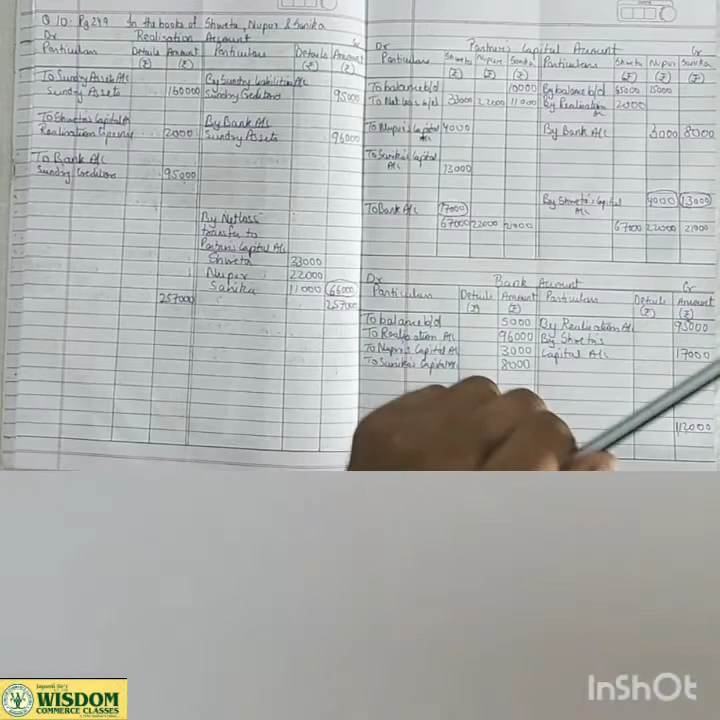 Q 10. Pg 249 In the books of Shweta, Nupur & Sanika
Dr Realisation Account Cr
Particulars Details Amount Particulars Details Amount
(₹) (₹) (₹) (₹)
To Sundry Assets A/c By Sundry Liabilities A/c
Sundry Assets 160000 Sundry Creditors 95000
To Shweta's Capital A/c By Bank A/c
Realisation 2000 Sundry Assets 96000
To Bank A/c
Sundry Creditors 95000
By Net loss
transfer to
Partners Capital A/c
Shweta 33000
Nupur 22000
Sanika 11000 66000
257000 257000
Dr Partner's Capital Account Cr
Particulars Shweta Nupur Sanika Particulars Shweta Nupur Sanika
(₹) (₹) (₹) (₹) (₹) (₹)
To balance b/d 10000 By balance b/d 65000 15000
To Net loss a/c 33000 22000 11000 By Realisation 2000
To Nupur's Capital A/c 4000 By Bank A/c 3000 8000
To Sanika's Capital
A/c 13000
By Shweta's Capital 4000 13000
A/c
To Bank A/c 17000
67000 22000 21000 67000 22000 21000
Dr Bank Account Cr
Particulars Details Amount Particulars Details Amount
(₹) (₹) (₹) (₹)
To balance b/d 5000 By Realisation A/c 95000
To Realisation A/c 96000 By Shweta's
To Nupur's Capital A/c 3000 Capital A/c 17000
To Sanika's Capital 8000
112000
InShOt
Jayanti Sir's
WISDOM
COMMERCE CLASSES